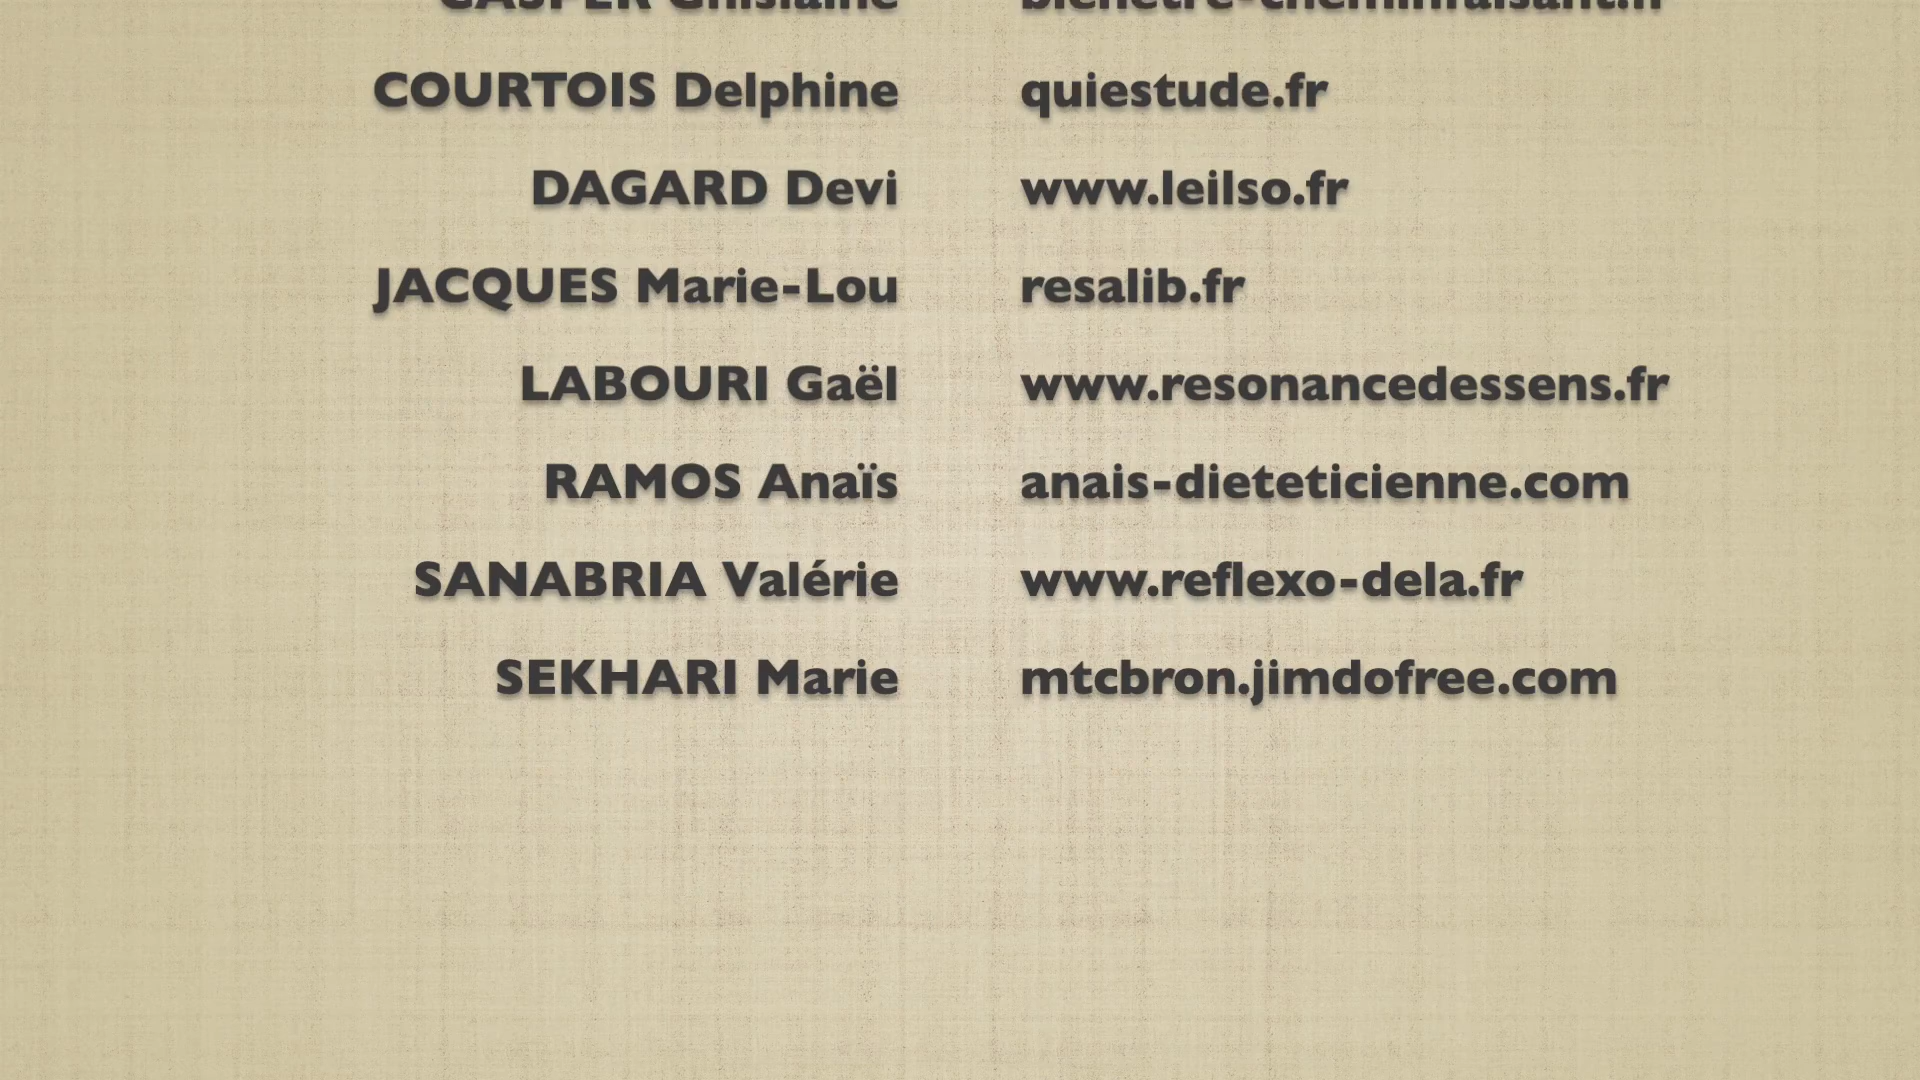 COURTOIS Delphine quiestude.fr
DAGARD Devi www.leilso.fr
JACQUES Marie-Lou resalib.fr
LABOURI Gaël www.resonancedessens.fr
RAMOS Anaïs anais-dieteticienne.com
SANABRIA Valérie www.reflexo-dela.fr
SEKHARI Marie mtcbron.jimdofree.com